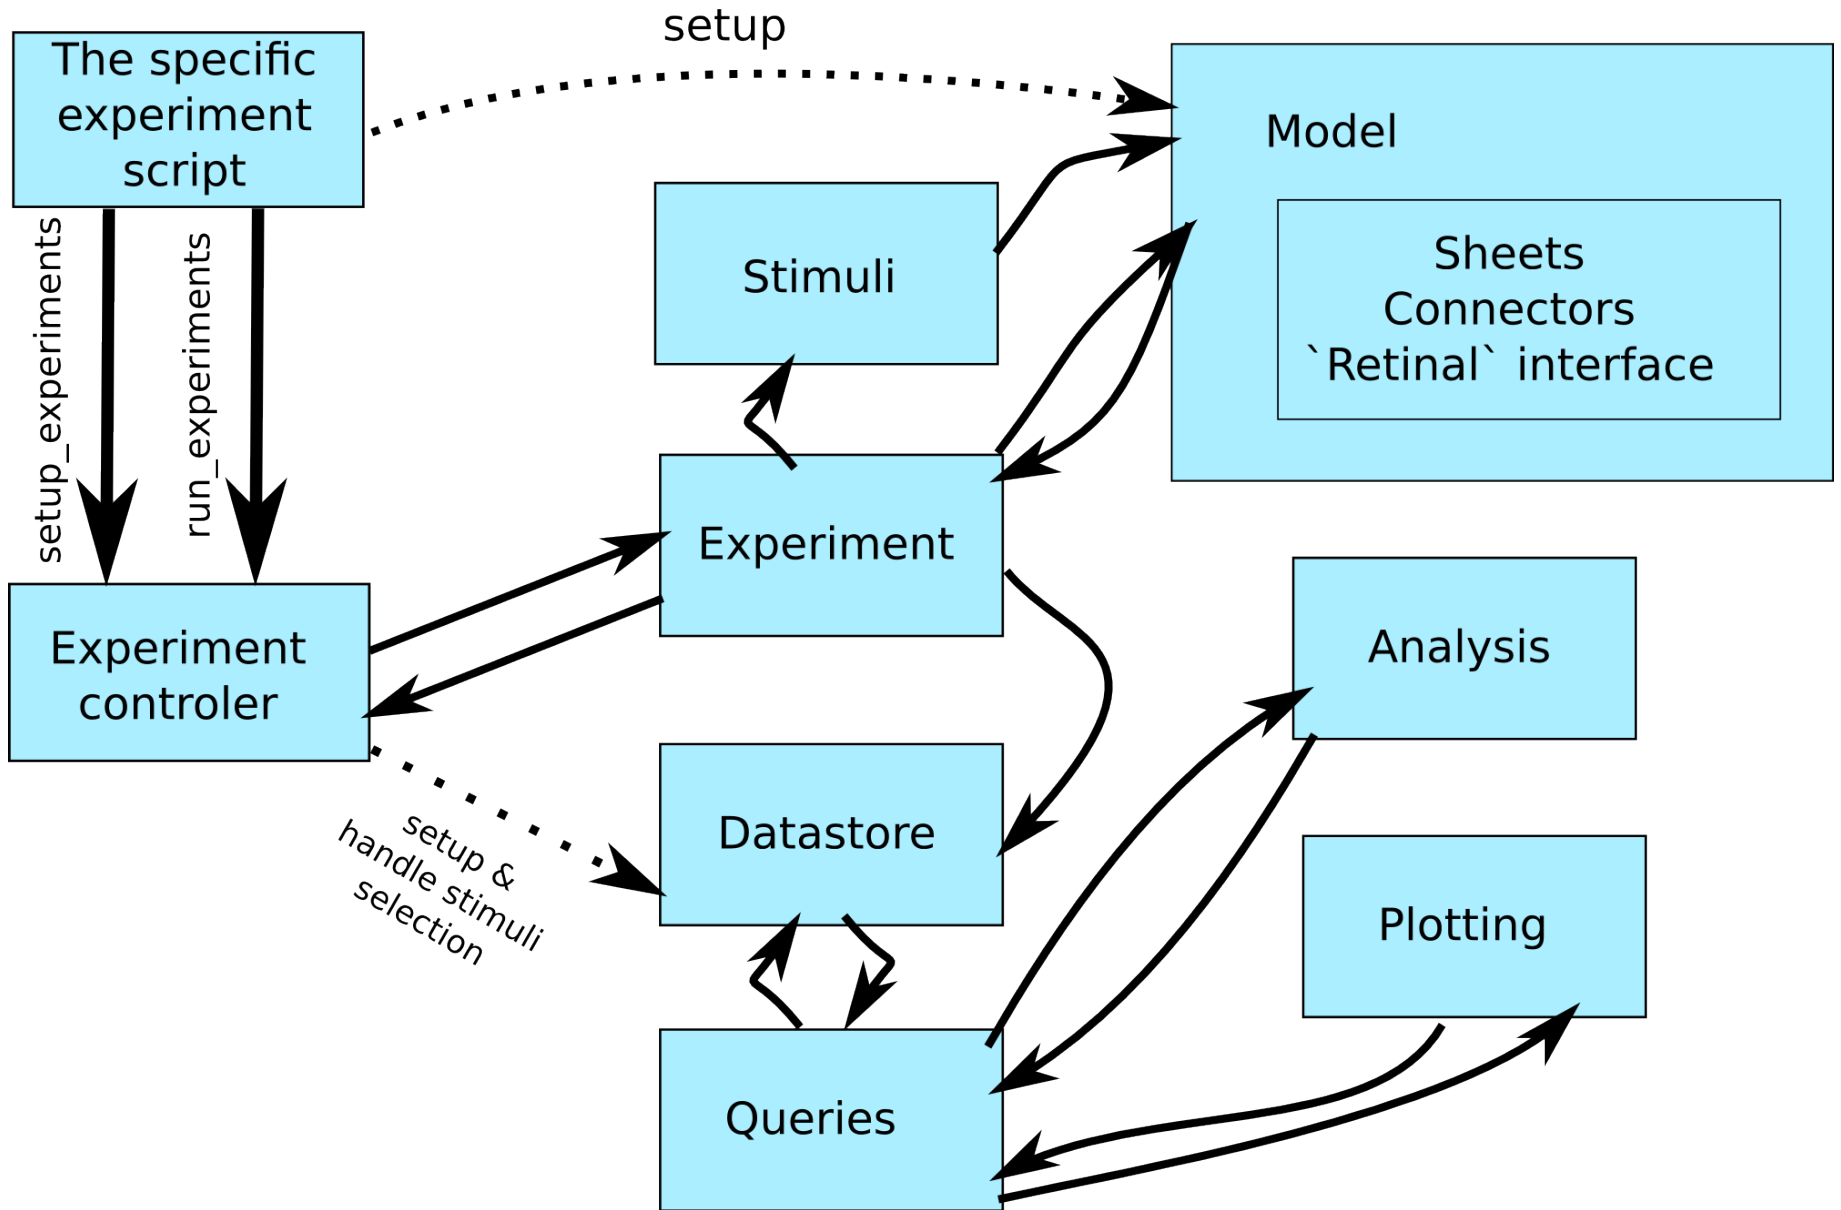 setup
The specific
experiment
script
Model
setup_experiments
run_experiments
Stimuli
Sheets
Connectors
`Retinal` interface
Experiment
Experiment
controler
Analysis
setup &
handle stimuli
selection
Datastore
Plotting
Queries